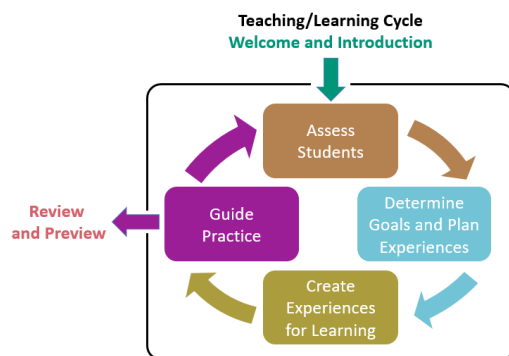 Teaching/Learning Cycle
Welcome and Introduction
Assess
Students
Determine
Goals and Plan
Experiences
Create
Experiences
for Learning
Guide
Practice
Review
and Preview